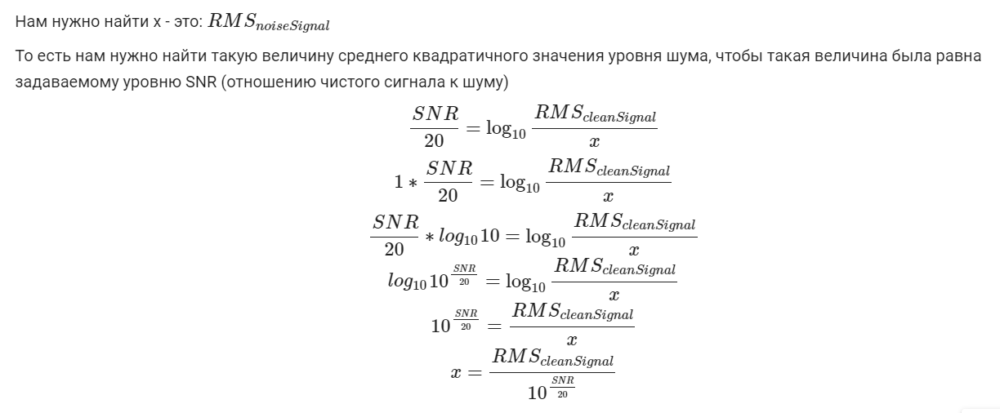 Нам нужно найти x - это: $RMS_{noiseSignal}$
То есть нам нужно найти такую величину среднего квадратичного значения уровня шума, чтобы такая величина была равна
задаваемому уровню SNR (отношению чистого сигнала к шуму)
$\frac{SNR}{20} = \log_{10} \frac{RMS_{cleanSignal}}{x}$
$1 * \frac{SNR}{20} = \log_{10} \frac{RMS_{cleanSignal}}{x}$
$\frac{SNR}{20} * log_{10} 10 = \log_{10} \frac{RMS_{cleanSignal}}{x}$
$log_{10} 10^{\frac{SNR}{20}} = \log_{10} \frac{RMS_{cleanSignal}}{x}$
$10^{\frac{SNR}{20}} = \frac{RMS_{cleanSignal}}{x}$
$x = \frac{RMS_{cleanSignal}}{10^{\frac{SNR}{20}}}$